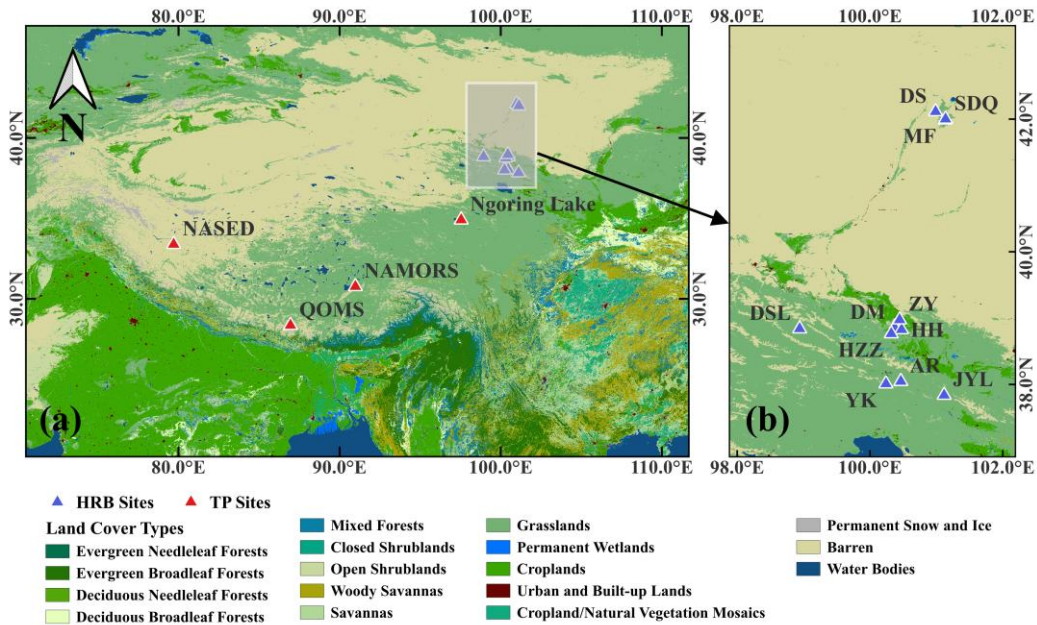 98.0°E 100.0°E 102.0°E
80.0°E 90.0°E 100.0°E 110.0°E
N
40.0°N
30.0°N
NASED
Ngoring Lake
NAMORS
QOMS
(a)
80.0°E 90.0°E 100.0°E 110.0°E
DS SDQ
MF
42.0°N
40.0°N
38.0°N
DSL DM ZY
HH
HZZ
AR
YK JYL
(b)
98.0°E 100.0°E 102.0°E
HRB Sites TP Sites
Land Cover Types
Evergreen Needleleaf Forests
Evergreen Broadleaf Forests
Deciduous Needleleaf Forests
Deciduous Broadleaf Forests
Mixed Forests
Closed Shrublands
Open Shrublands
Woody Savannas
Savannas
Grasslands
Permanent Wetlands
Croplands
Urban and Built-up Lands
Cropland/Natural Vegetation Mosaics
Permanent Snow and Ice
Barren
Water Bodies